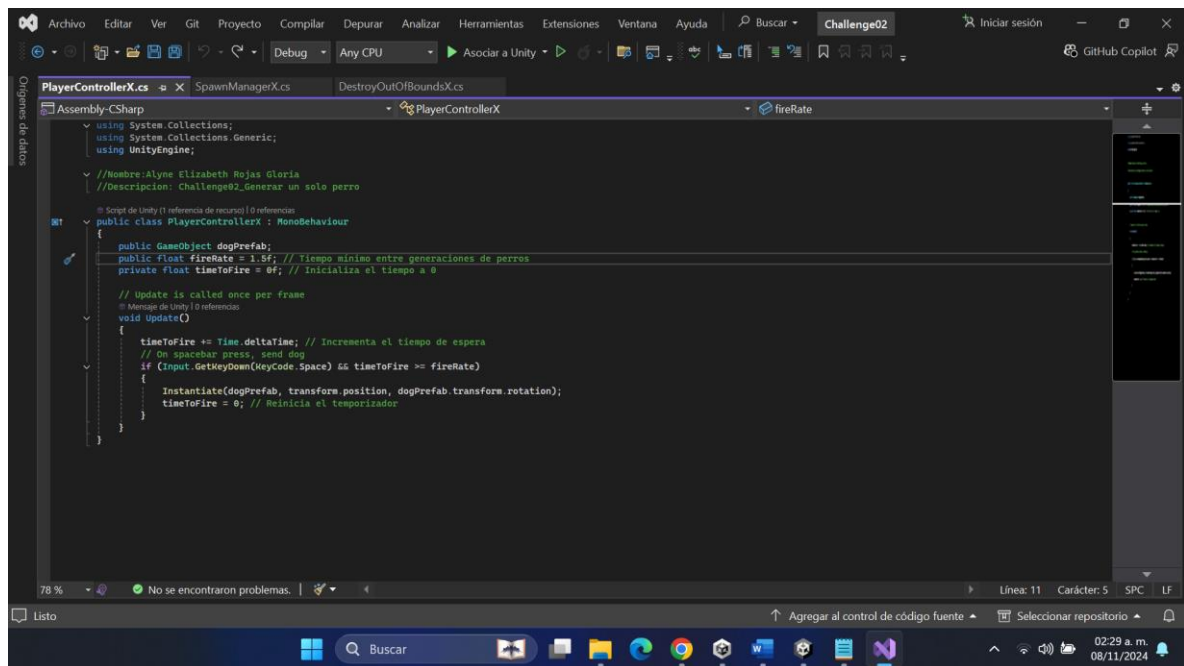 Archivo Editar Ver Git Proyecto Compilar Depurar Analizar Herramientas Extensiones Ventana Ayuda Buscar Challenge02 Iniciar sesión
Debug Any CPU Asociar a Unity GitHub Copilot
Orígenes de datos
PlayerControllerX.cs SpawnManagerX.cs DestroyOutOfBoundsX.cs
Assembly-CSharp PlayerControllerX fireRate
using System.Collections;
using System.Collections.Generic;
using UnityEngine;
//Nombre:Alyne Elizabeth Rojas Gloria
//Descripcion: Challenge02_Generar un solo perro
Script de Unity (1 referencia de recurso) | 0 referencias
public class PlayerControllerX : MonoBehaviour
{
public GameObject dogPrefab;
public float fireRate = 1.5f; // Tiempo mínimo entre generaciones de perros
private float timeToFire = 0f; // Inicializa el tiempo a 0
// Update is called once per frame
Mensaje de Unity | 0 referencias
void Update()
{
timeToFire += Time.deltaTime; // Incrementa el tiempo de espera
// On spacebar press, send dog
if (Input.GetKeyDown(KeyCode.Space) && timeToFire >= fireRate)
{
Instantiate(dogPrefab, transform.position, dogPrefab.transform.rotation);
timeToFire = 0; // Reinicia el temporizador
}
}
}
78 % No se encontraron problemas. Línea: 11 Carácter: 5 SPC LF
Listo Agregar al control de código fuente Seleccionar repositorio
Buscar 02:29 a. m.
08/11/2024